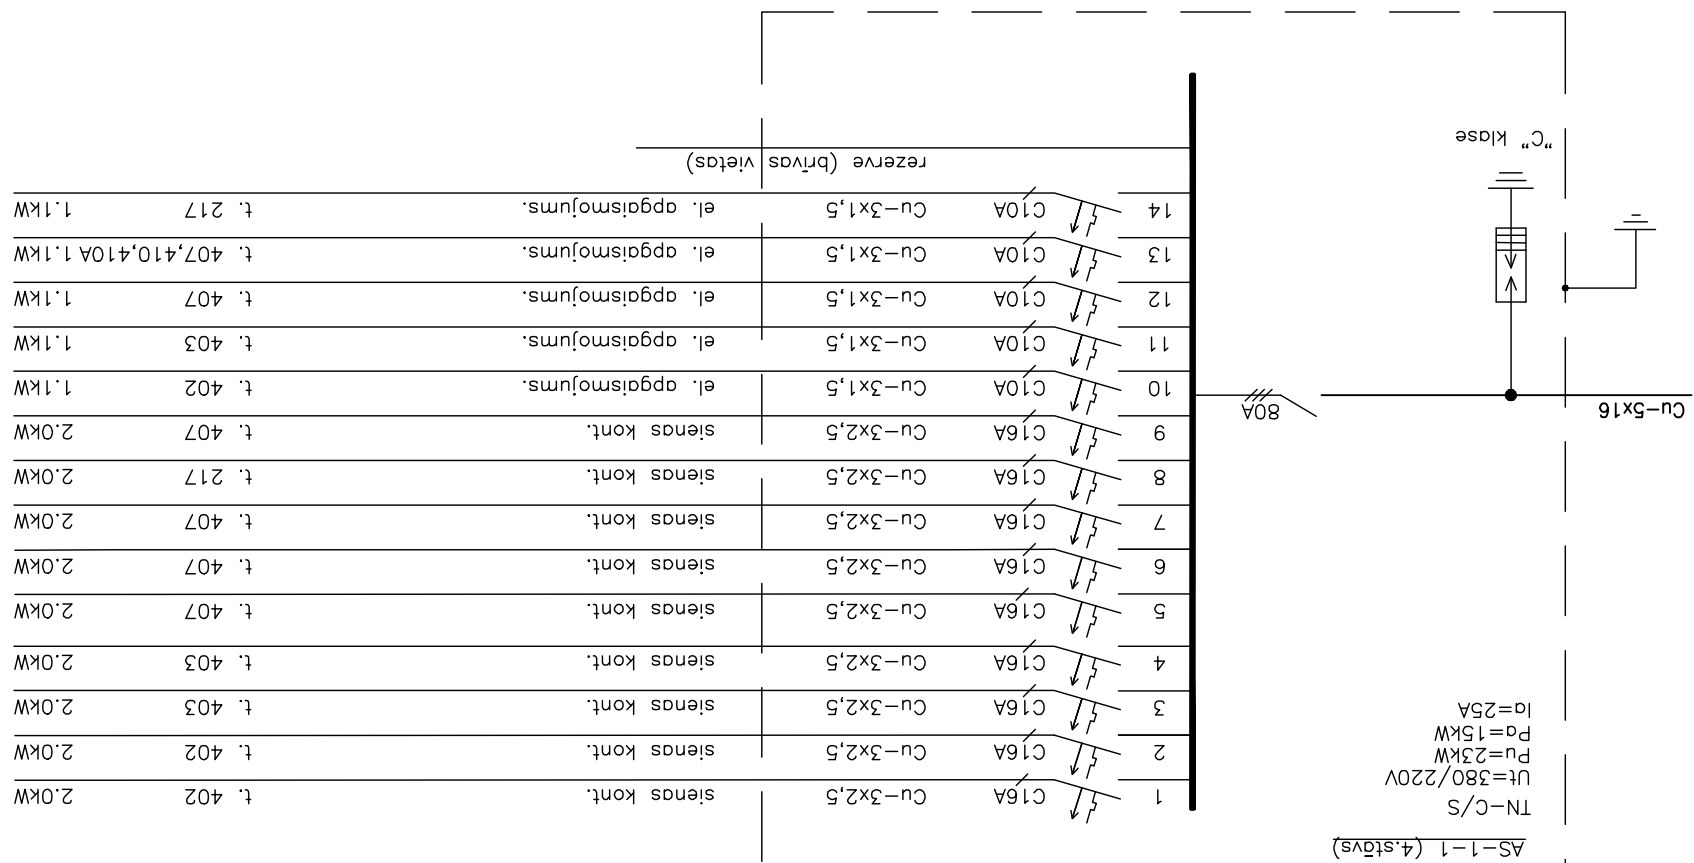 AS-1-1 (4.stāvs)
TN-C/S
Ut=380/220V
Pu=23kW
Pa=15kW
Ia=25A
Cu-5x16
80A
"C" klase
1 C16A Cu-3x2,5 sienas kont. t. 402 2.0kW
2 C16A Cu-3x2,5 sienas kont. t. 402 2.0kW
3 C16A Cu-3x2,5 sienas kont. t. 403 2.0kW
4 C16A Cu-3x2,5 sienas kont. t. 403 2.0kW
5 C16A Cu-3x2,5 sienas kont. t. 407 2.0kW
6 C16A Cu-3x2,5 sienas kont. t. 407 2.0kW
7 C16A Cu-3x2,5 sienas kont. t. 407 2.0kW
8 C16A Cu-3x2,5 sienas kont. t. 217 2.0kW
9 C16A Cu-3x2,5 sienas kont. t. 407 2.0kW
10 C10A Cu-3x1,5 el. apgaismojums. t. 402 1.1kW
11 C10A Cu-3x1,5 el. apgaismojums. t. 403 1.1kW
12 C10A Cu-3x1,5 el. apgaismojums. t. 407 1.1kW
13 C10A Cu-3x1,5 el. apgaismojums. t. 407,410,410A 1.1kW
14 C10A Cu-3x1,5 el. apgaismojums. t. 217 1.1kW
rezerve (brīvas vietas)